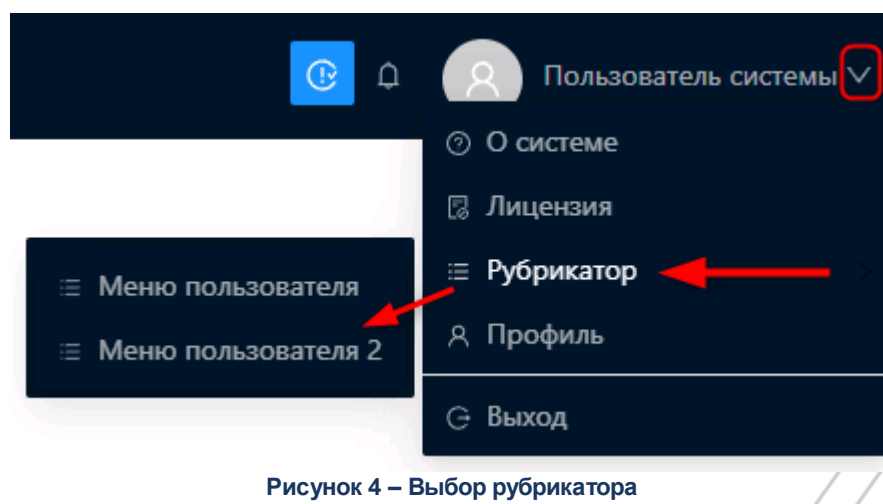 Пользователь системы
О системе
Лицензия
Рубрикатор
Профиль
Выход
Меню пользователя
Меню пользователя 2
Рисунок 4 – Выбор рубрикатора